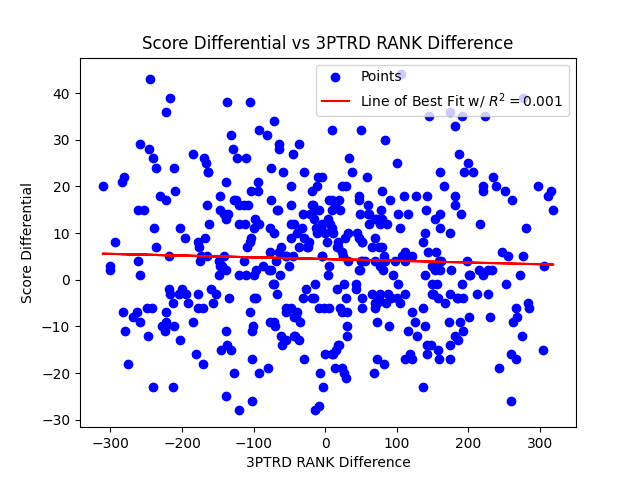 Score Differential vs 3PTRD RANK Difference
Points
Line of Best Fit w/ R² = 0.001
Score Differential
40
30
20
10
0
−10
−20
−30
−300 −200 −100 0 100 200 300
3PTRD RANK Difference